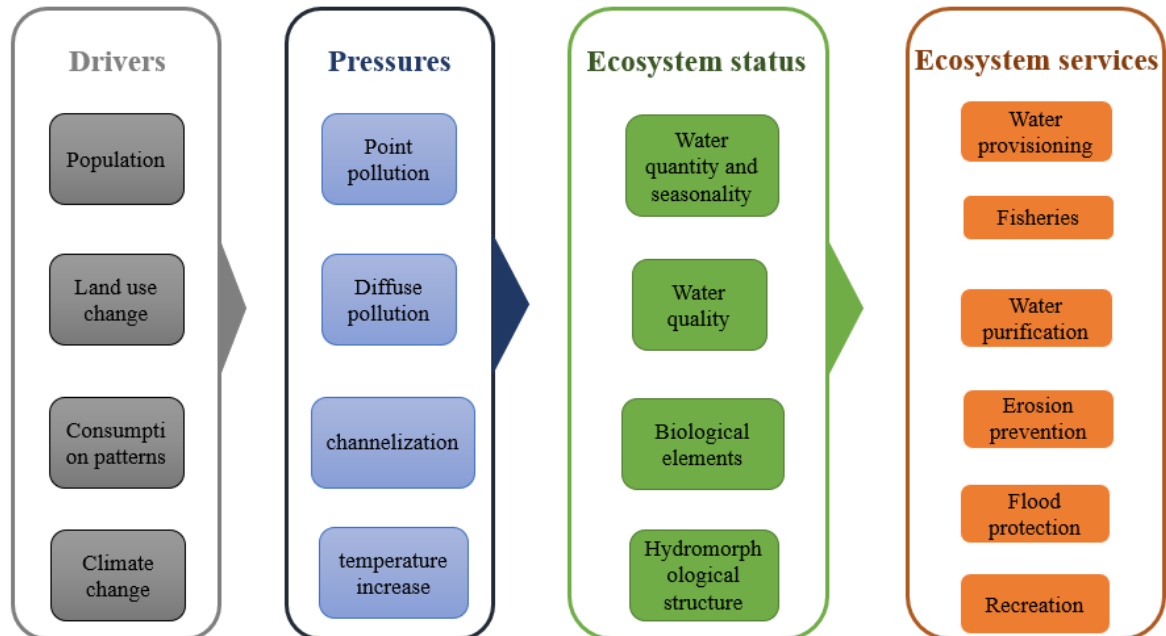 Drivers
Population
Land use
change
Consumpti
on patterns
Climate
change
Pressures
Point
pollution
Diffuse
pollution
channelization
temperature
increase
Ecosystem status
Water
quantity and
seasonality
Water
quality
Biological
elements
Hydromorph
ological
structure
Ecosystem services
Water
provisioning
Fisheries
Water
purification
Erosion
prevention
Flood
protection
Recreation